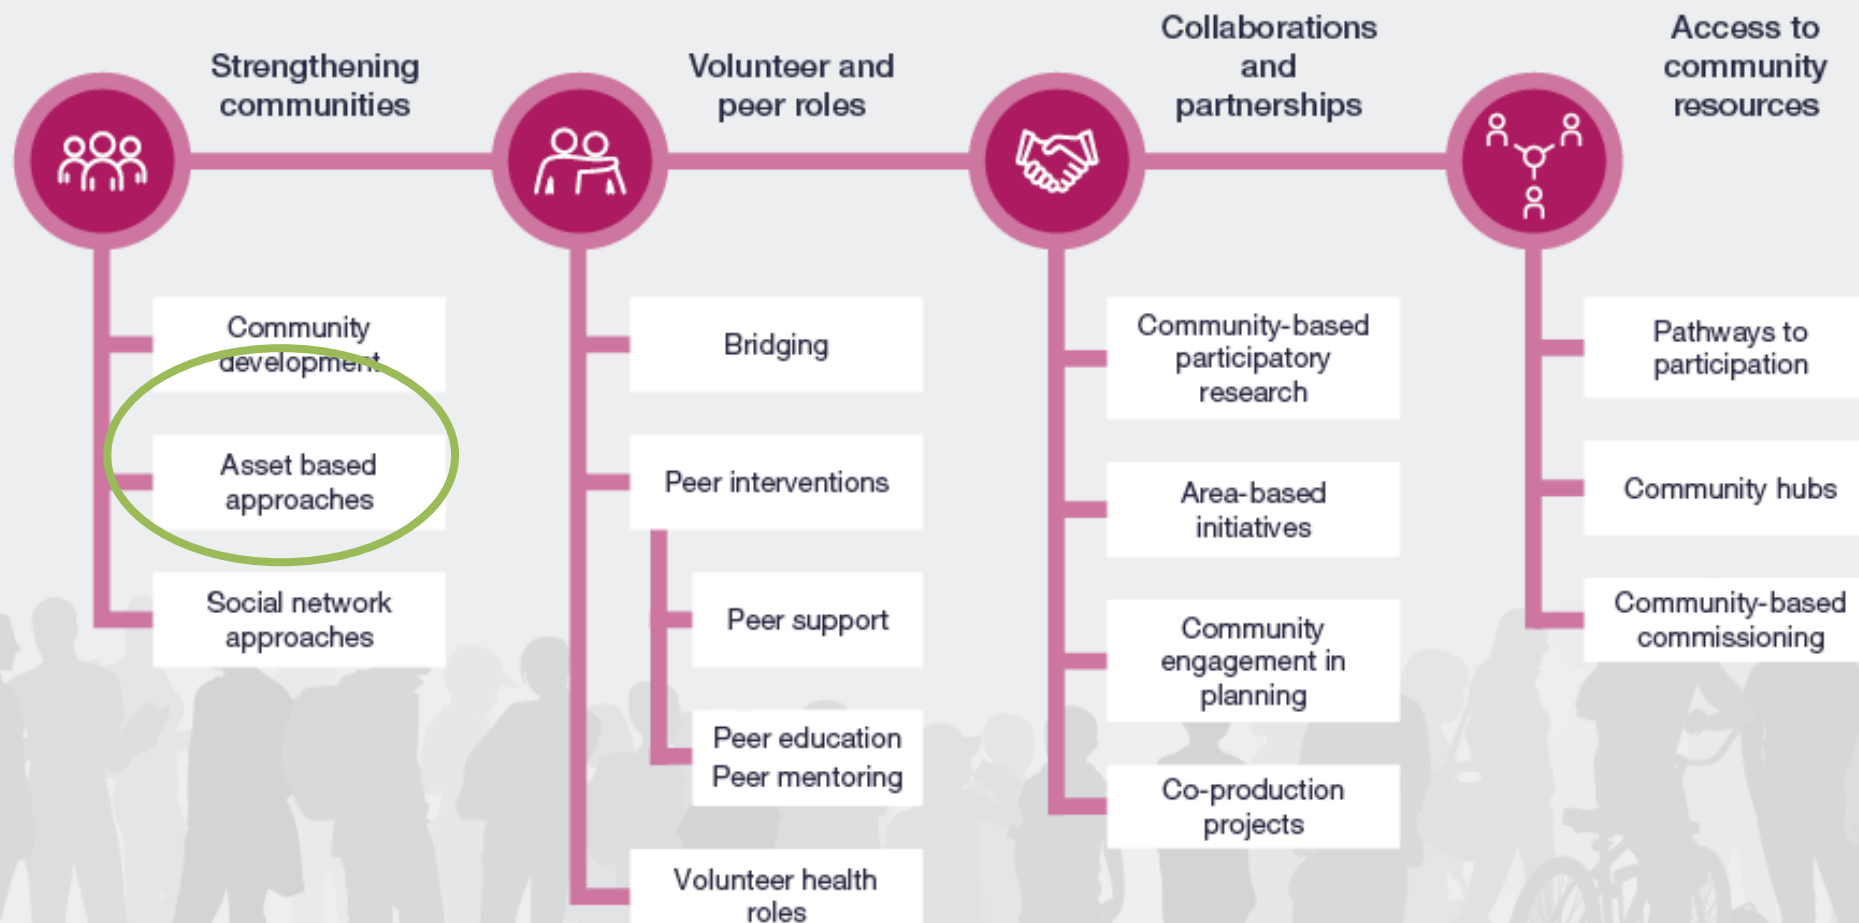 Strengthening
communities
Community
development
Asset based
approaches
Social network
approaches
Volunteer and
peer roles
Bridging
Peer interventions
Peer support
Peer education
Peer mentoring
Volunteer health
roles
Collaborations
and
partnerships
Community-based
participatory
research
Area-based
initiatives
Community
engagement in
planning
Co-production
projects
Access to
community
resources
Pathways to
participation
Community hubs
Community-based
commissioning